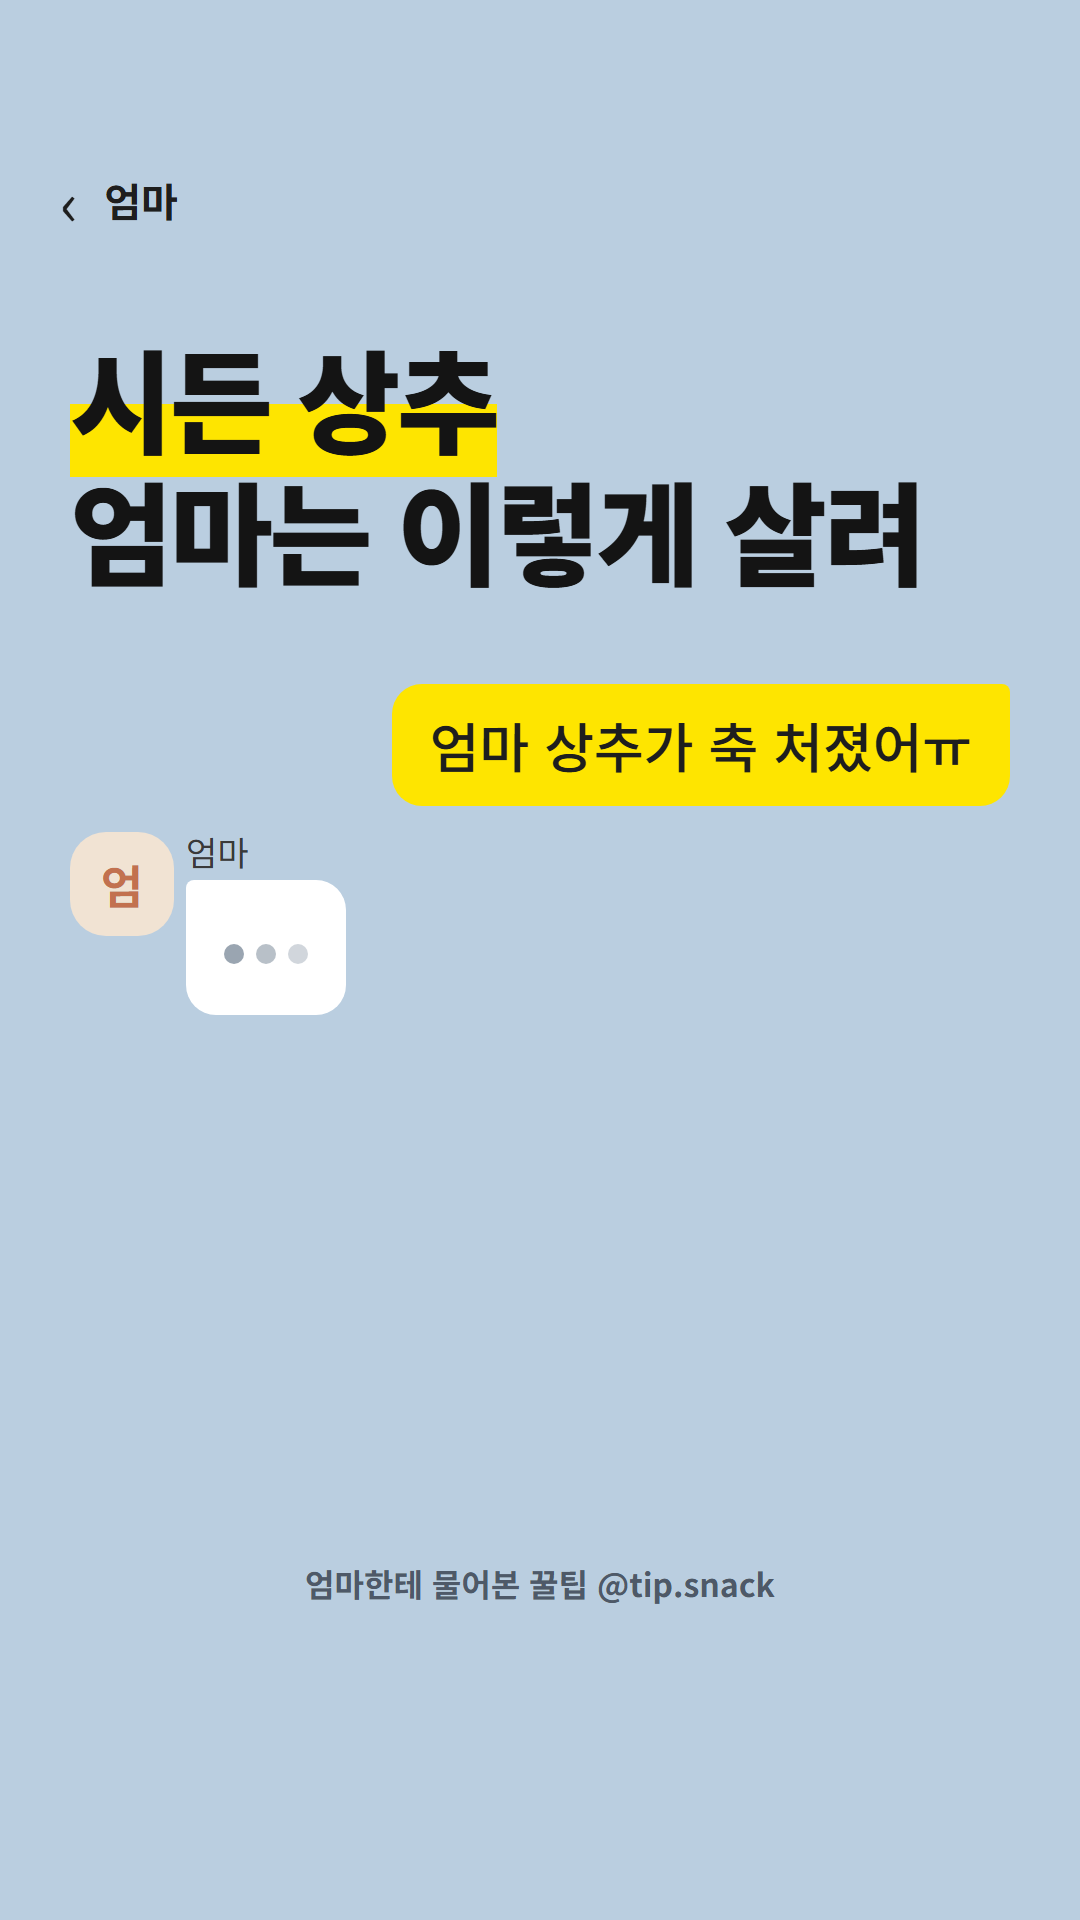 ‹ 엄마
시든 상추
엄마는 이렇게 살려
엄마 상추가 축 처졌어ㅠ
엄마
엄
엄마한테 물어본 꿀팁 @tip.snack